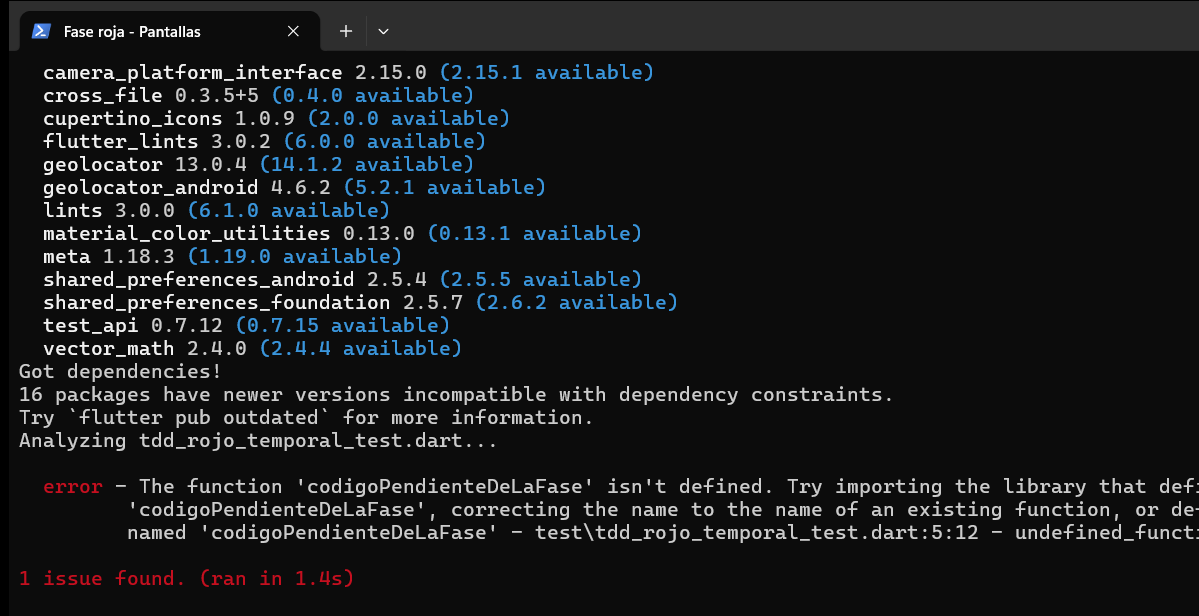 Fase roja - Pantallas
camera_platform_interface 2.15.0 (2.15.1 available)
cross_file 0.3.5+5 (0.4.0 available)
cupertino_icons 1.0.9 (2.0.0 available)
flutter_lints 3.0.2 (6.0.0 available)
geolocator 13.0.4 (14.1.2 available)
geolocator_android 4.6.2 (5.2.1 available)
lints 3.0.0 (6.1.0 available)
material_color_utilities 0.13.0 (0.13.1 available)
meta 1.18.3 (1.19.0 available)
shared_preferences_android 2.5.4 (2.5.5 available)
shared_preferences_foundation 2.5.7 (2.6.2 available)
test_api 0.7.12 (0.7.15 available)
vector_math 2.4.0 (2.4.4 available)
Got dependencies!
16 packages have newer versions incompatible with dependency constraints.
Try `flutter pub outdated` for more information.
Analyzing tdd_rojo_temporal_test.dart...
error - The function 'codigoPendienteDeLaFase' isn't defined. Try importing the library that defi
'codigoPendienteDeLaFase', correcting the name to the name of an existing function, or de
named 'codigoPendienteDeLaFase' - test\tdd_rojo_temporal_test.dart:5:12 - undefined_functi
1 issue found. (ran in 1.4s)